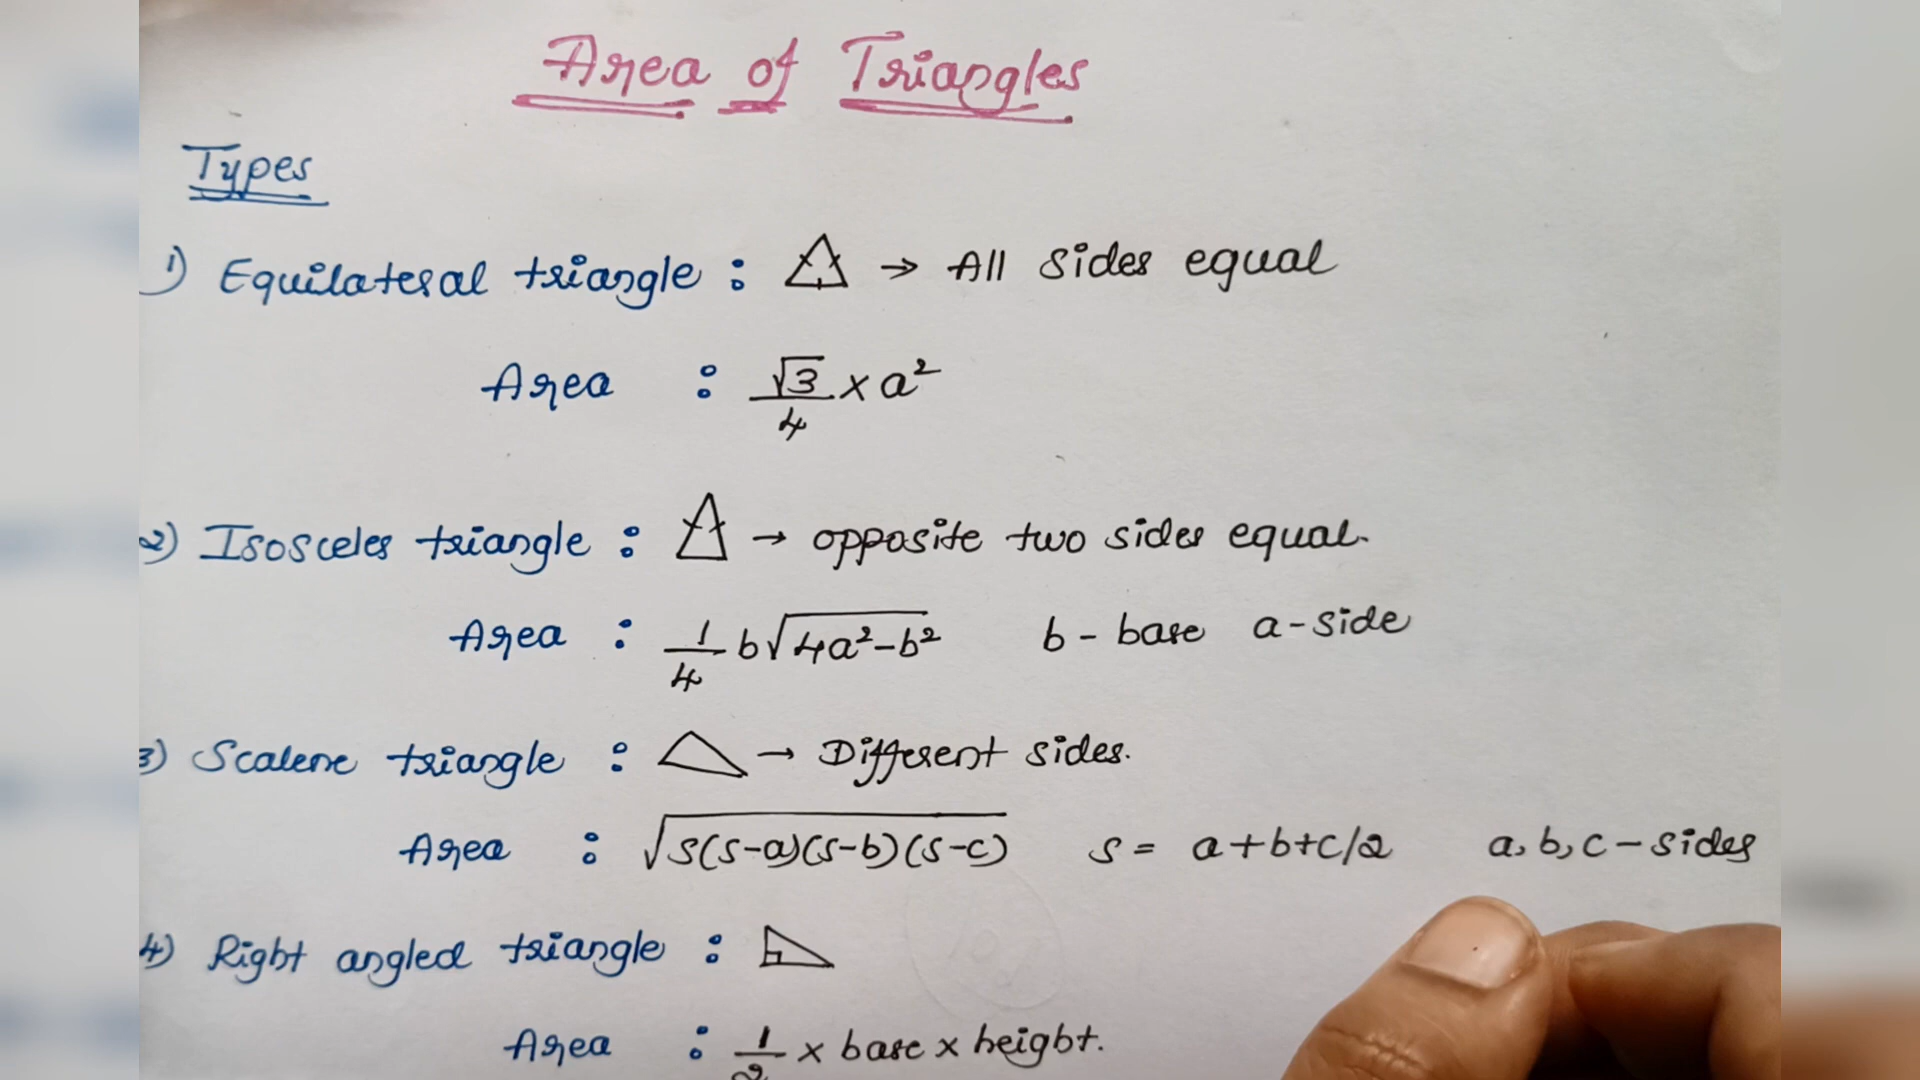 Area of Triangles
Types
1) Equilateral triangle : △ → All sides equal
Area : √3/4 × a²
2) Isosceles triangle : △ → opposite two sides equal.
Area : 1/4 b√(4a²-b²) b - base a - side
3) Scalene triangle : △ → Different sides.
Area : √(s(s-a)(s-b)(s-c)) s = a+b+c/2 a, b, c - sides
4) Right angled triangle :
Area : 1/2 × base × height.